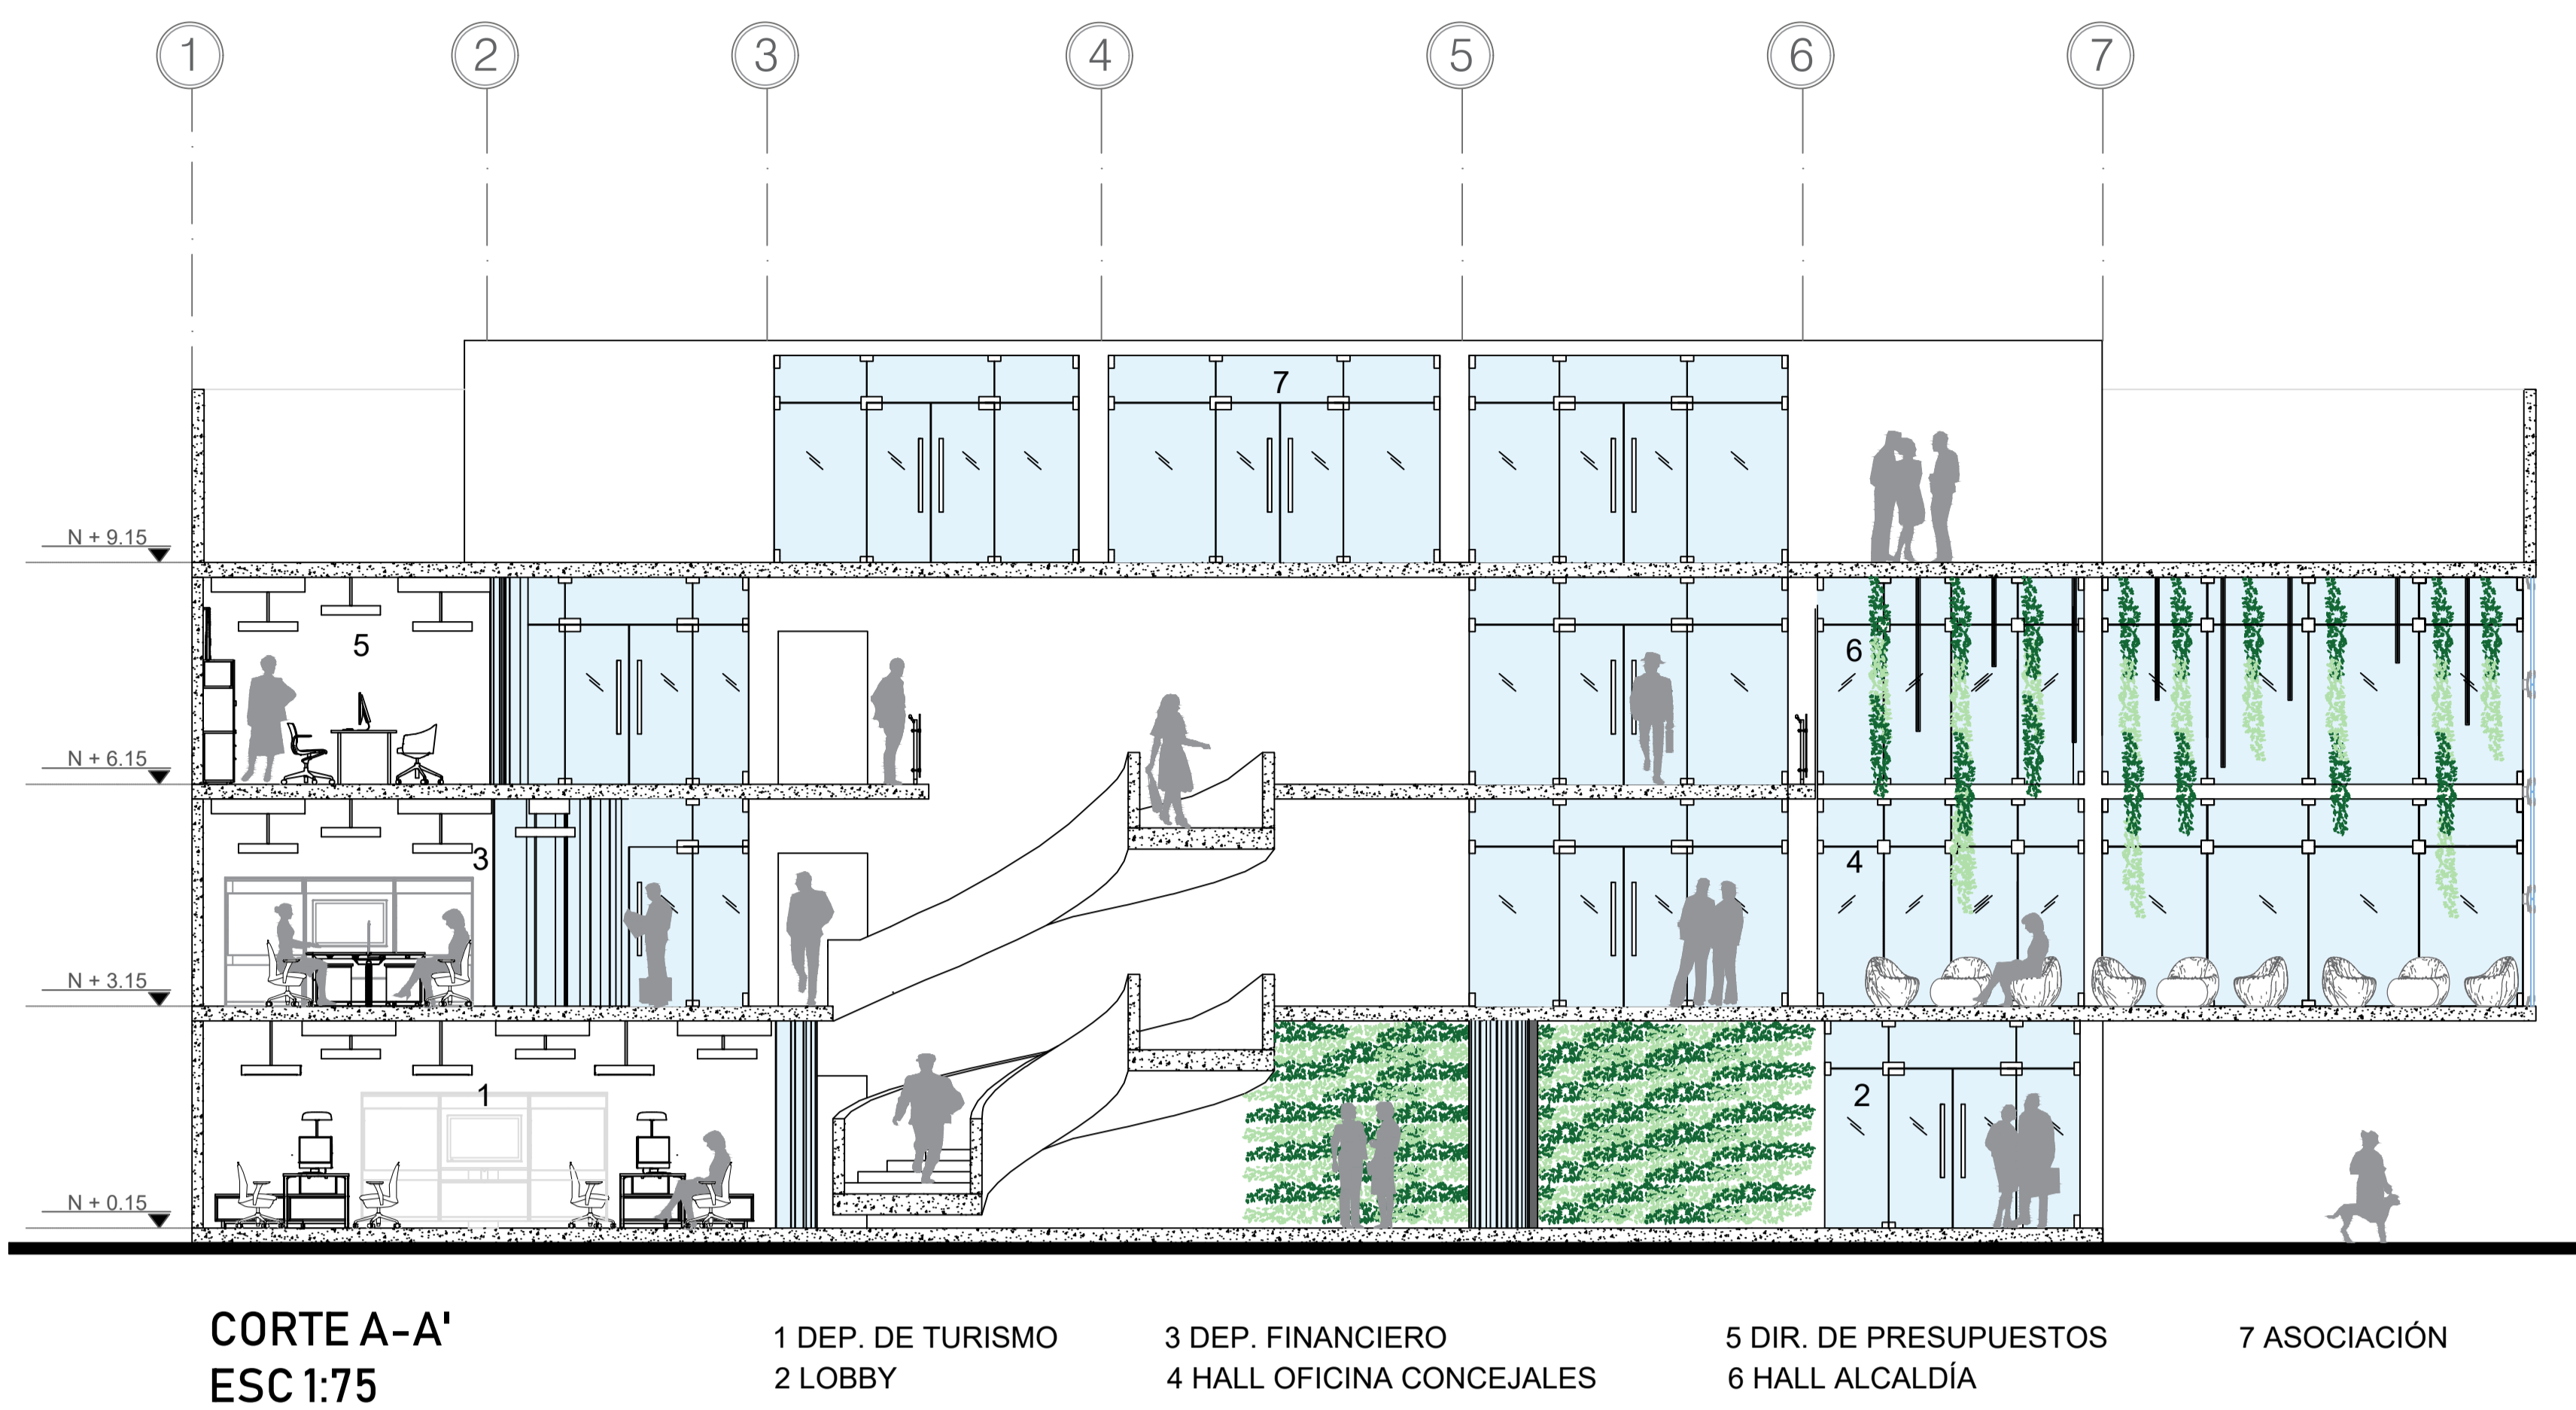 1 2 3 4 5 6 7
7
N + 9.15
5
6
N + 6.15
3
4
N + 3.15
1
2
N + 0.15
CORTE A-A'
ESC 1:75
1 DEP. DE TURISMO
2 LOBBY
3 DEP. FINANCIERO
4 HALL OFICINA CONCEJALES
5 DIR. DE PRESUPUESTOS
6 HALL ALCALDÍA
7 ASOCIACIÓN